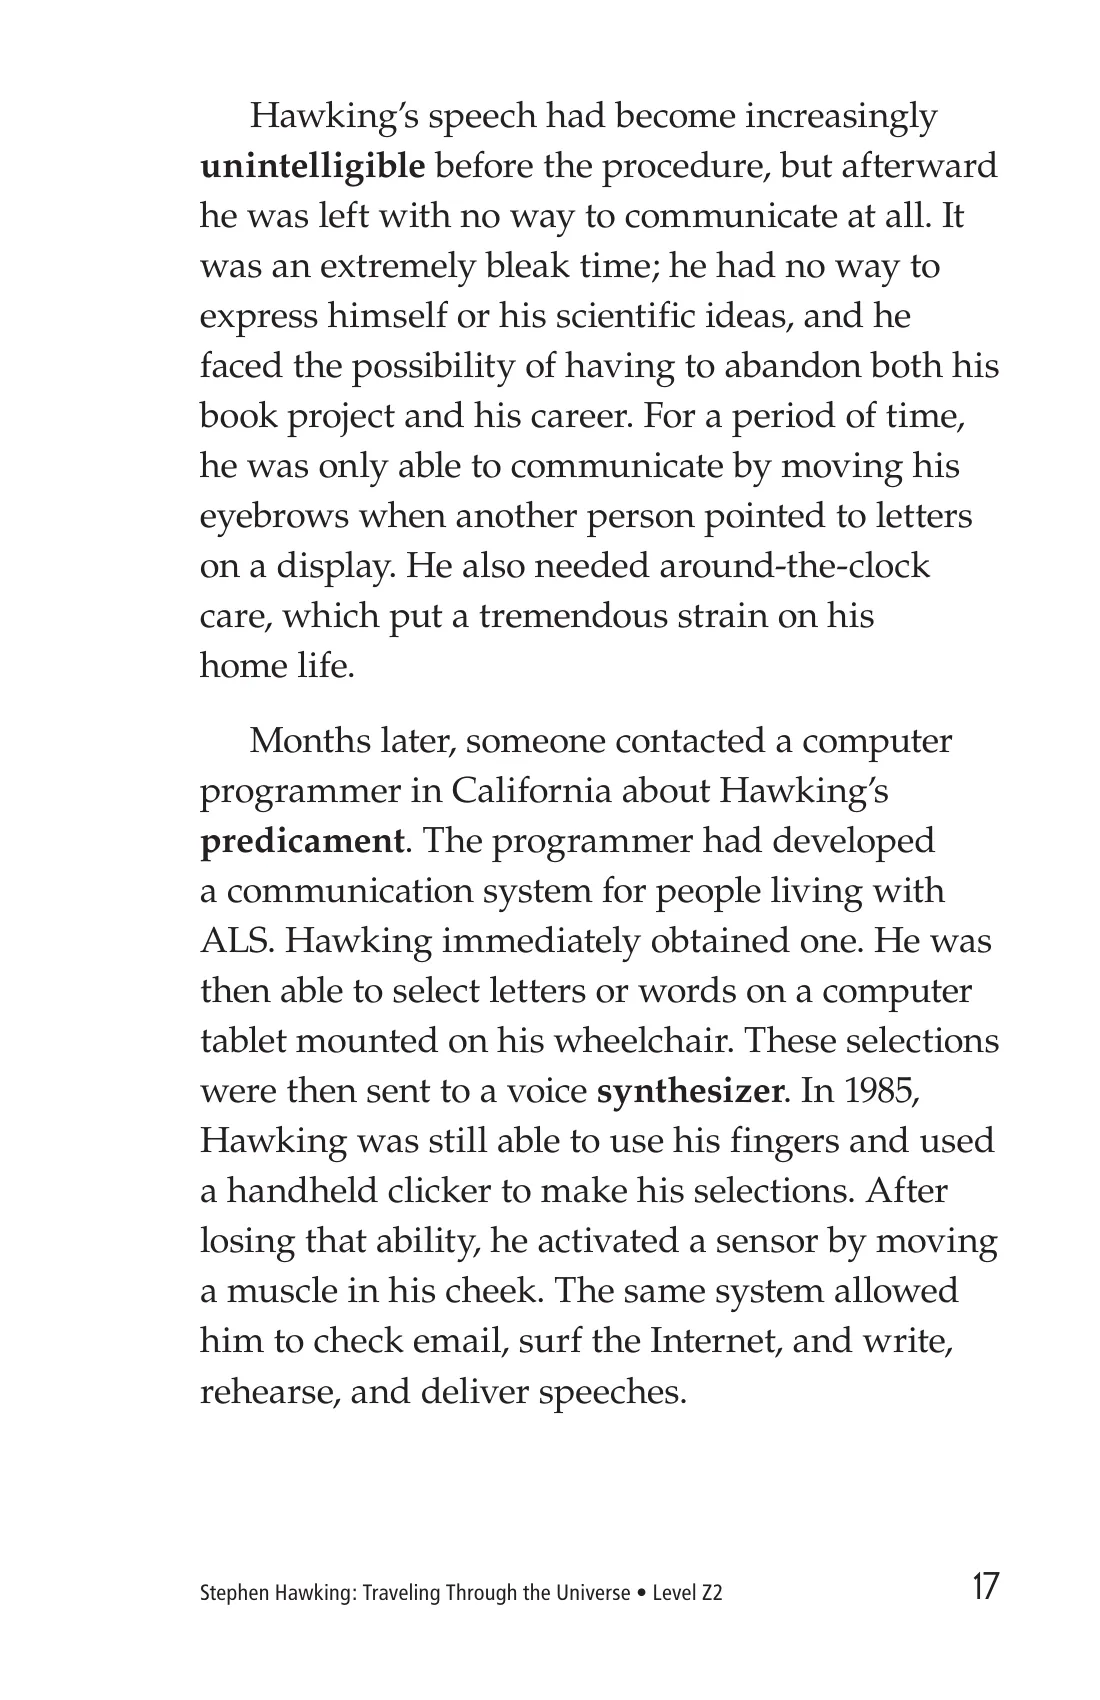 Hawking’s speech had become increasingly
unintelligible before the procedure, but afterward
he was left with no way to communicate at all. It
was an extremely bleak time; he had no way to
express himself or his scientific ideas, and he
faced the possibility of having to abandon both his
book project and his career. For a period of time,
he was only able to communicate by moving his
eyebrows when another person pointed to letters
on a display. He also needed around-the-clock
care, which put a tremendous strain on his
home life.
Months later, someone contacted a computer
programmer in California about Hawking’s
predicament. The programmer had developed
a communication system for people living with
ALS. Hawking immediately obtained one. He was
then able to select letters or words on a computer
tablet mounted on his wheelchair. These selections
were then sent to a voice synthesizer. In 1985,
Hawking was still able to use his fingers and used
a handheld clicker to make his selections. After
losing that ability, he activated a sensor by moving
a muscle in his cheek. The same system allowed
him to check email, surf the Internet, and write,
rehearse, and deliver speeches.
Stephen Hawking: Traveling Through the Universe • Level Z2 17